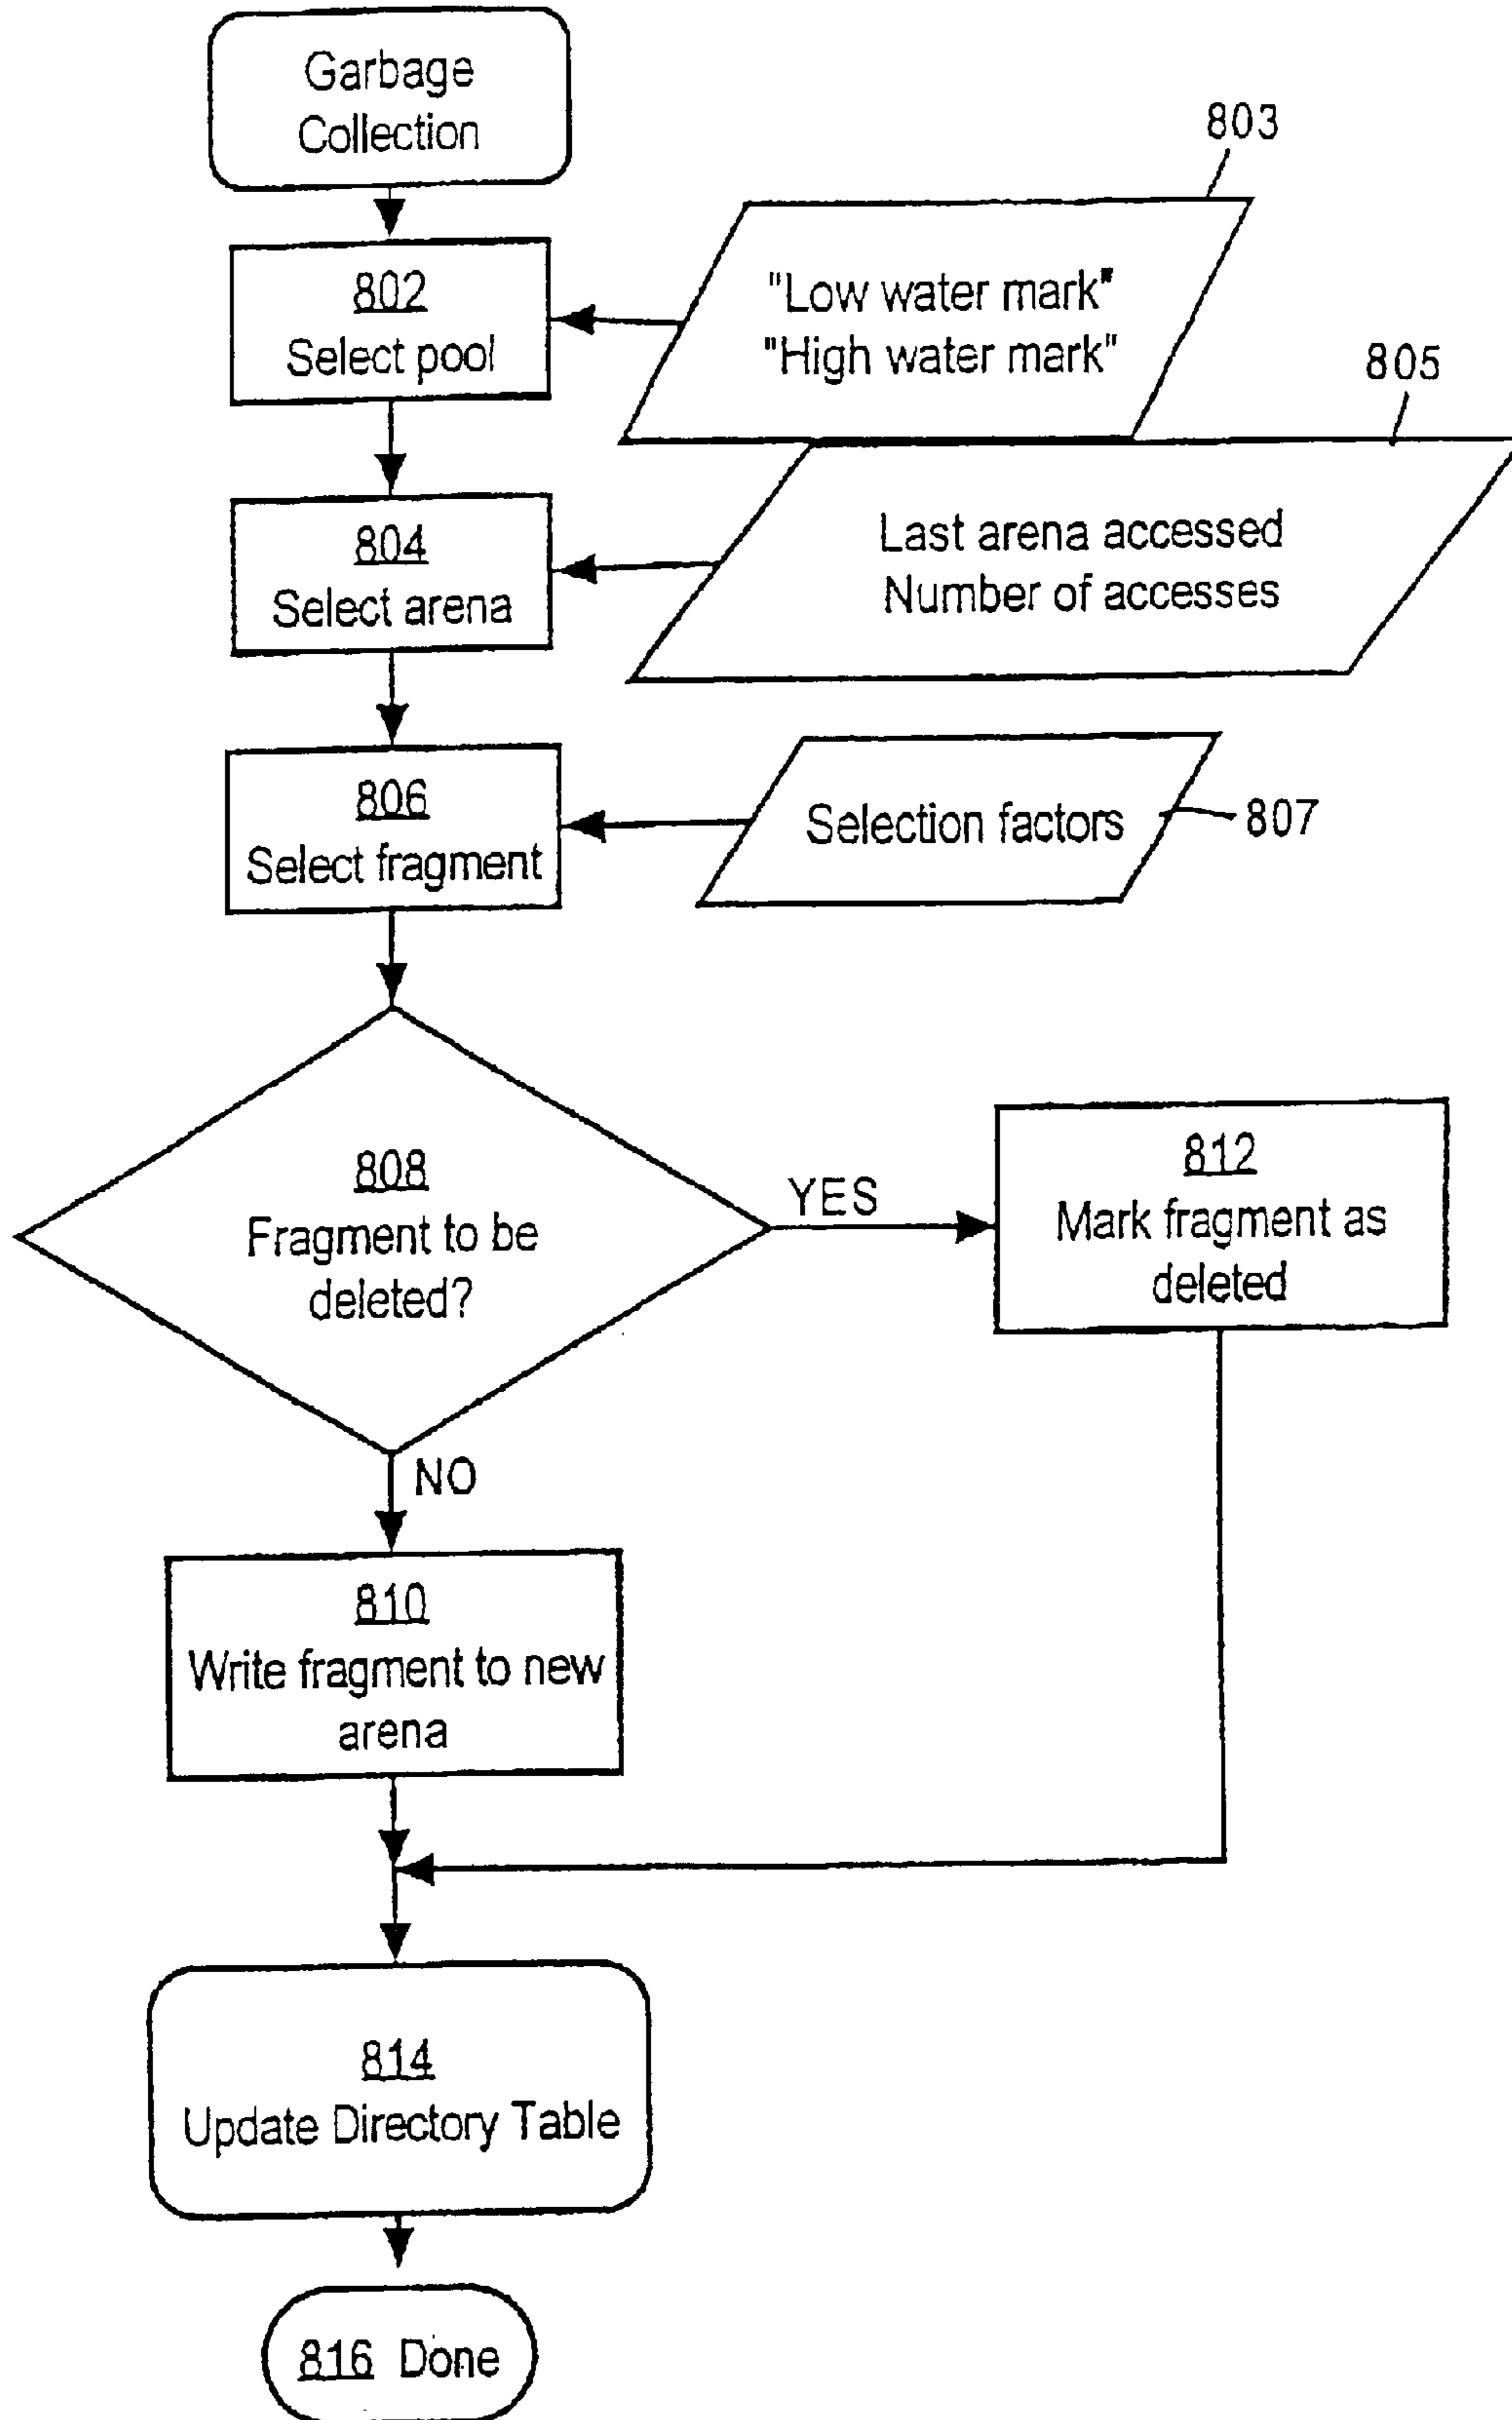 Garbage
Collection
803
802
Select pool
"Low water mark"
"High water mark"
805
804
Select arena
Last arena accessed
Number of accesses
806
Select fragment
Selection factors
807
808
Fragment to be
deleted?
YES
812
Mark fragment as
deleted
NO
810
Write fragment to new
arena
814
Update Directory Table
816 Done